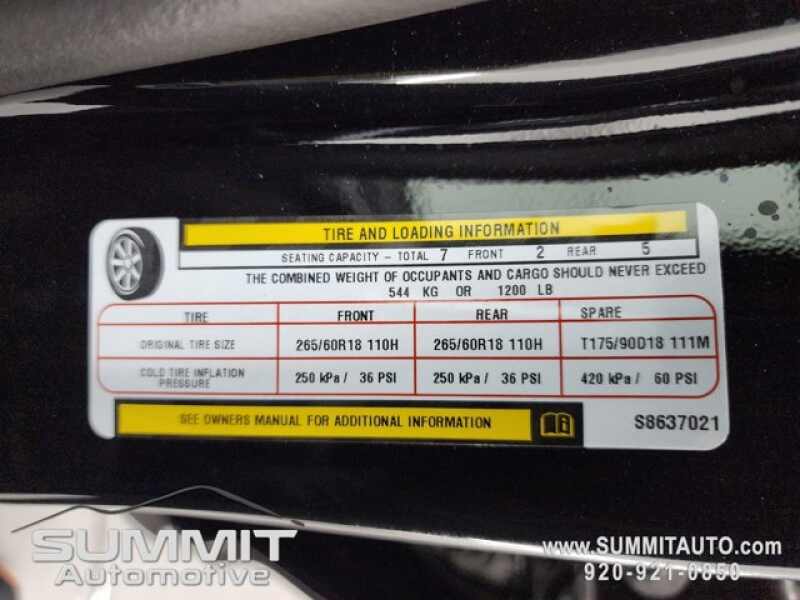 TIRE AND LOADING INFORMATION
SEATING CAPACITY - TOTAL 7 FRONT 2 REAR 5
THE COMBINED WEIGHT OF OCCUPANTS AND CARGO SHOULD NEVER EXCEED
544 KG OR 1200 LB
TIRE FRONT REAR SPARE
ORIGINAL TIRE SIZE 265/60R18 110H 265/60R18 110H T175/90D18 111M
COLD TIRE INFLATION PRESSURE 250 kPa / 36 PSI 250 kPa / 36 PSI 420 kPa / 60 PSI
SEE OWNERS MANUAL FOR ADDITIONAL INFORMATION S8637021
SUMMIT
Automotive
www.SUMMITAUTO.com
920-921-0850